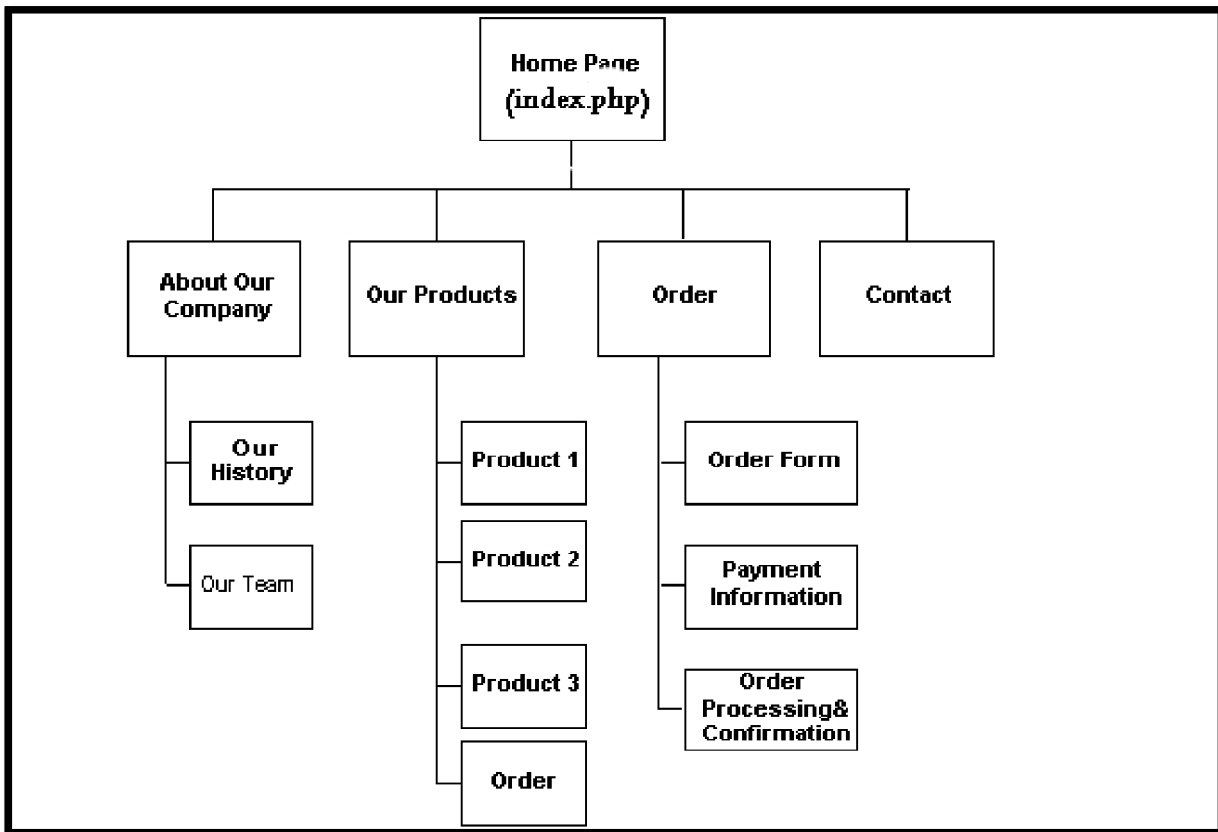 Home Page
(index.php)
About Our
Company
Our Products
Order
Contact
Our
History
Our Team
Product 1
Product 2
Product 3
Order
Order Form
Payment
Information
Order
Processing&
Confirmation